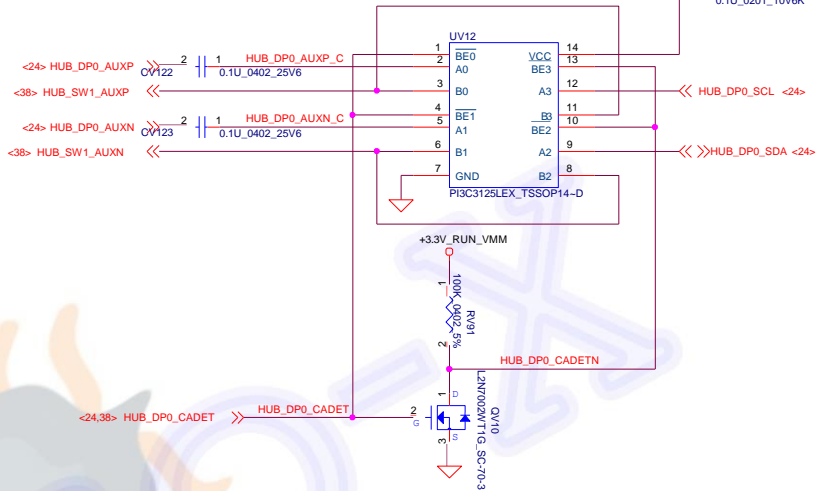 0.1U_0201_10V6K
UV12
1 BE0 VCC 14
2 A0 BE3 13
3 B0 A3 12
4 BE1 B3 11
5 A1 BE2 10
6 B1 A2 9
7 GND B2 8
PI3C3125LEX_TSSOP14~D
<24> HUB_DP0_AUXP
2 1
CV122
0.1U_0402_25V6
HUB_DP0_AUXP_C
<38> HUB_SW1_AUXP
<24> HUB_DP0_AUXN
2 1
CV123
0.1U_0402_25V6
HUB_DP0_AUXN_C
<38> HUB_SW1_AUXN
HUB_DP0_SCL <24>
HUB_DP0_SDA <24>
+3.3V_RUN_VMM
1
100K_0402_5%
RV91
2
HUB_DP0_CADETN
<24,38> HUB_DP0_CADET
HUB_DP0_CADET
1 D
2 G
3 S
QV10
L2N7002WT1G_SC-70-3
O-X